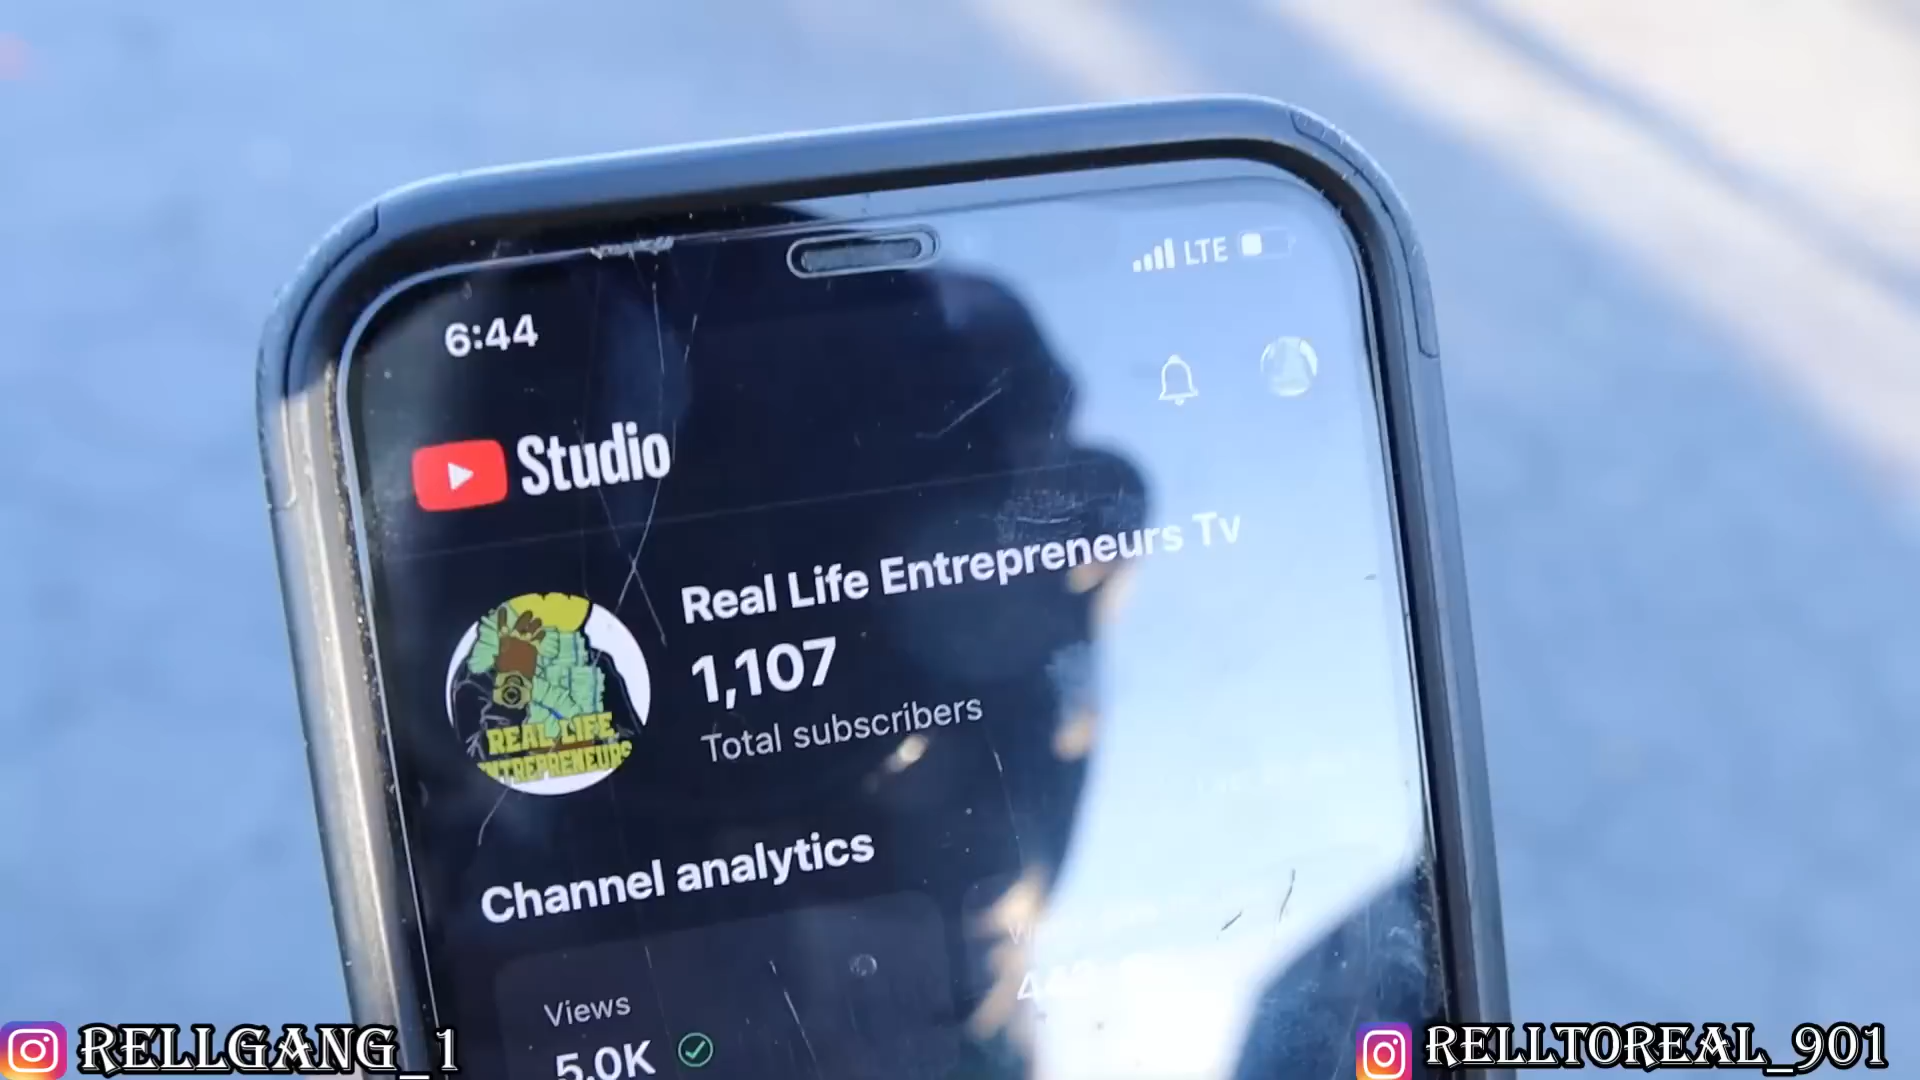 LTE
6:44
Studio
Real Life Entrepreneurs Tv
1,107
Total subscribers
REAL LIFE
ENTREPRENEURS
Channel analytics
Views
5.0K
RELLGANG_1
RELLTOREAL_901